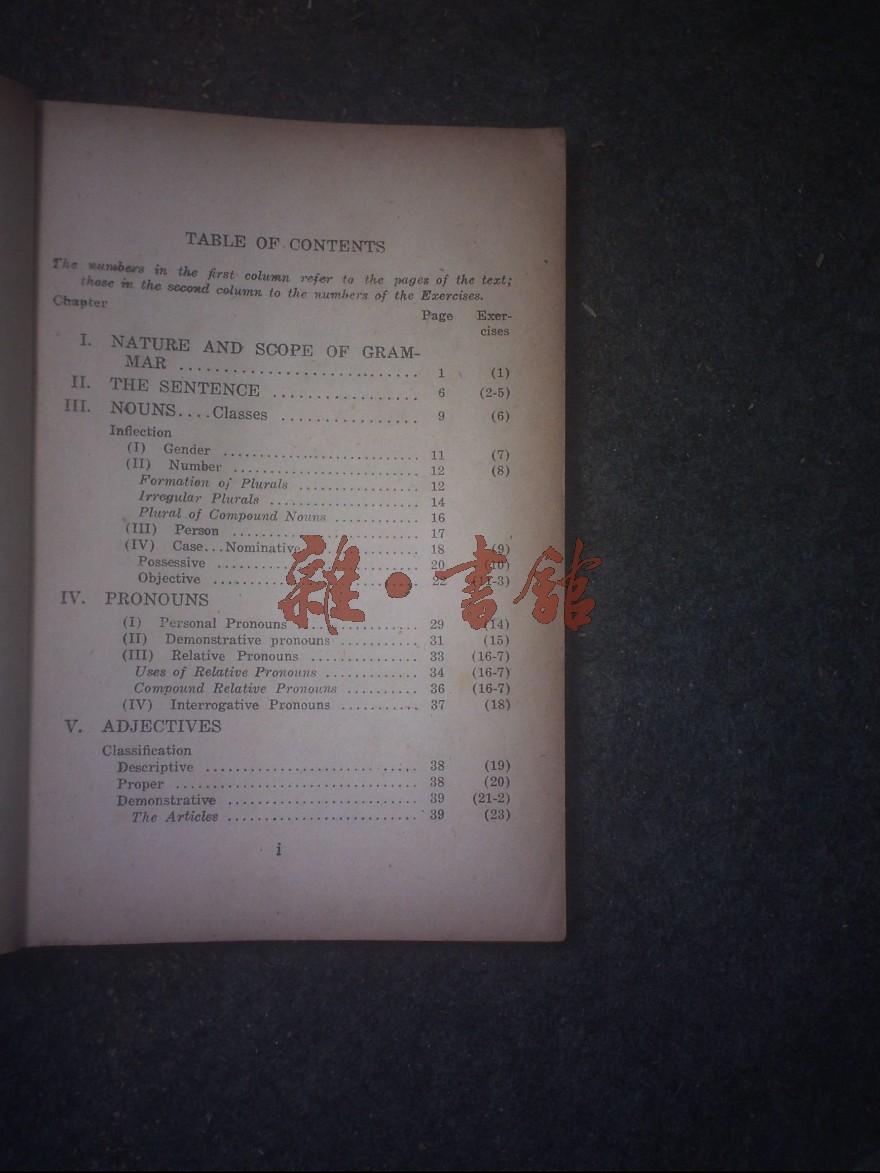 TABLE OF CONTENTS
The numbers in the first column refer to the pages of the text;
those in the second column to the numbers of the Exercises.
Chapter
Page Exer-
cises
I. NATURE AND SCOPE OF GRAM-
MAR .......................... 1 (1)
II. THE SENTENCE ................. 6 (2-5)
III. NOUNS....Classes ................ 9 (6)
Inflection
(I) Gender .......................... 11 (7)
(II) Number ......................... 12 (8)
Formation of Plurals ................ 12
Irregular Plurals .................... 14
Plural of Compound Nouns ........... 16
(III) Person ......................... 17
(IV) Case...Nominative ............... 18 (9)
Possessive ........................... 20 (10)
Objective ............................ 22 (11-3)
雜·書館
IV. PRONOUNS
(I) Personal Pronouns ................ 29 (14)
(II) Demonstrative pronouns ............ 31 (15)
(III) Relative Pronouns .............. 33 (16-7)
Uses of Relative Pronouns ............. 34 (16-7)
Compound Relative Pronouns .......... 36 (16-7)
(IV) Interrogative Pronouns ........... 37 (18)
V. ADJECTIVES
Classification
Descriptive ............................ 38 (19)
Proper ................................ 38 (20)
Demonstrative ......................... 39 (21-2)
The Articles ......................... 39 (23)
i